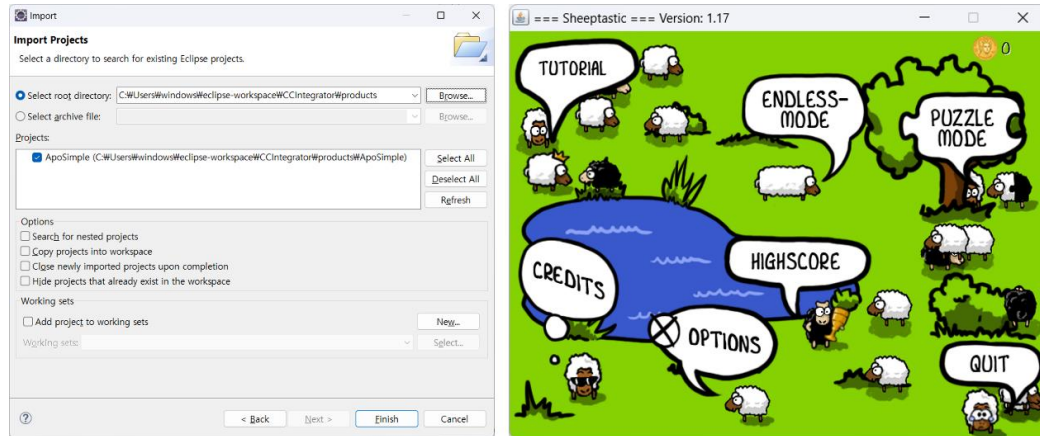 Import
Import Projects
Select a directory to search for existing Eclipse projects.
Select root directory:
C:₩Users₩windows₩eclipse-workspace₩CCIntegrator₩products
Browse...
Select archive file:
Browse...
Projects:
ApoSimple (C:₩Users₩windows₩eclipse-workspace₩CCIntegrator₩products₩ApoSimple)
Select All
Deselect All
Refresh
Options
Search for nested projects
Copy projects into workspace
Close newly imported projects upon completion
Hide projects that already exist in the workspace
Working sets
Add project to working sets
New...
Working sets:
Select...
< Back
Next >
Finish
Cancel
=== Sheeptastic === Version: 1.17
0
TUTORIAL
ENDLESS-
MODE
PUZZLE
MODE
CREDITS
HIGHSCORE
OPTIONS
QUIT